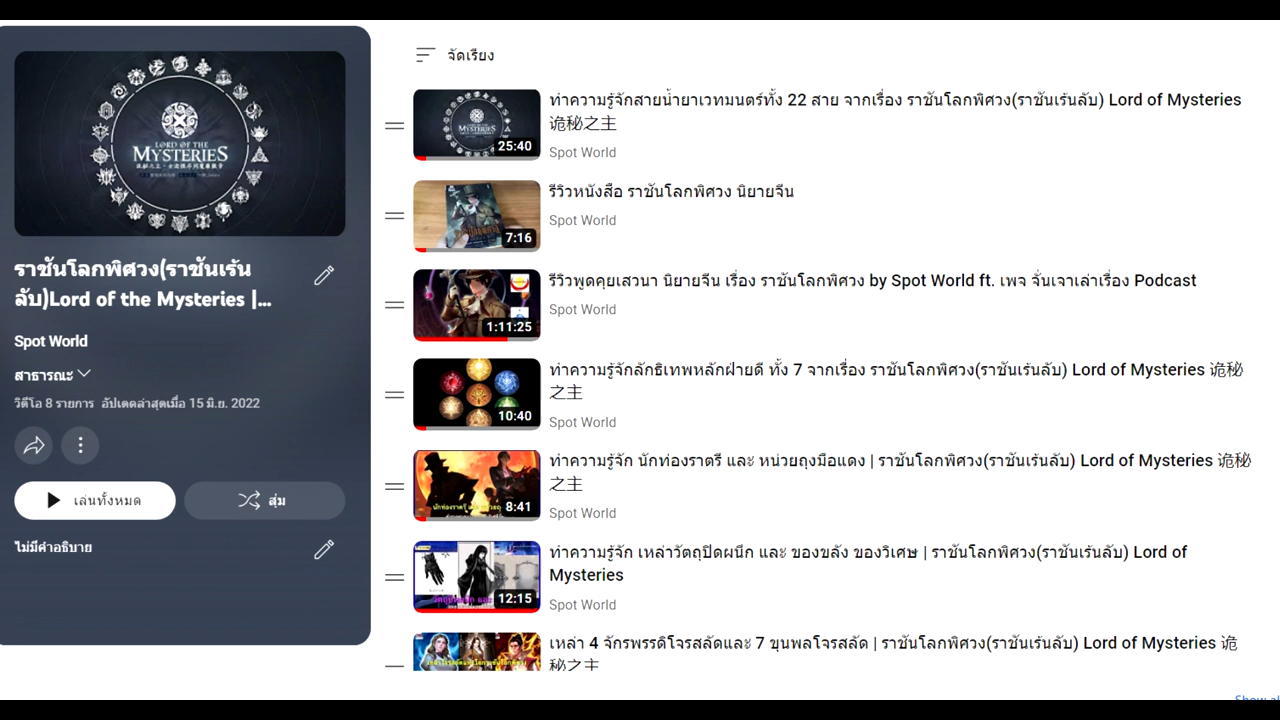 LORD OF THE
MYSTERIES
ราชันโลกพิศวง(ราชันเร้น
ลับ)Lord of the Mysteries |...
Spot World
สาธารณะ
วิดีโอ 8 รายการ อัปเดตล่าสุดเมื่อ 15 มิ.ย. 2022
เล่นทั้งหมด
สุ่ม
ไม่มีคำอธิบาย
จัดเรียง
ทำความรู้จักสายน้ำยาเวทมนตร์ทั้ง 22 สาย จากเรื่อง ราชันโลกพิศวง(ราชันเร้นลับ) Lord of Mysteries
诡秘之主
Spot World
LORD OF THE
MYSTERIES
25:40
รีวิวหนังสือ ราชันโลกพิศวง นิยายจีน
Spot World
7:16
รีวิวพูดคุยเสวนา นิยายจีน เรื่อง ราชันโลกพิศวง by Spot World ft. เพจ จั่นเจาเล่าเรื่อง Podcast
Spot World
1:11:25
ทำความรู้จักลัทธิเทพหลักฝ่ายดี ทั้ง 7 จากเรื่อง ราชันโลกพิศวง(ราชันเร้นลับ) Lord of Mysteries 诡秘
之主
Spot World
10:40
ทำความรู้จัก นักท่องราตรี และ หน่วยถุงมือแดง | ราชันโลกพิศวง(ราชันเร้นลับ) Lord of Mysteries 诡秘
之主
Spot World
8:41
ทำความรู้จัก เหล่าวัตถุปิดผนึก และ ของขลัง ของวิเศษ | ราชันโลกพิศวง(ราชันเร้นลับ) Lord of
Mysteries
Spot World
12:15
เหล่า 4 จักรพรรดิโจรสลัดและ 7 ขุนพลโจรสลัด | ราชันโลกพิศวง(ราชันเร้นลับ) Lord of Mysteries 诡
秘之主